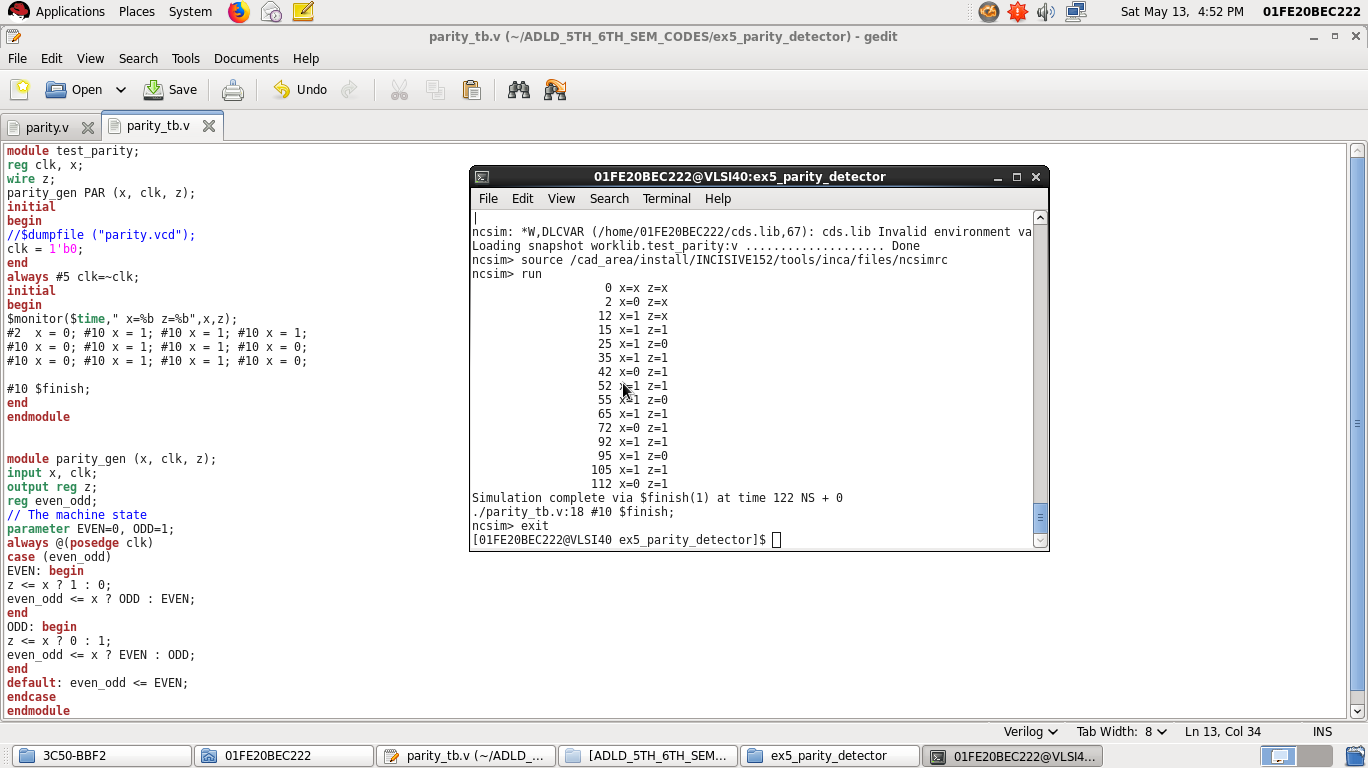 Applications Places System Sat May 13, 4:52 PM 01FE20BEC222
parity_tb.v (~/ADLD_5TH_6TH_SEM_CODES/ex5_parity_detector) - gedit
File Edit View Search Tools Documents Help
Open Save Undo
parity.v parity_tb.v
module test_parity;
reg clk, x;
wire z;
parity_gen PAR (x, clk, z);
initial
begin
//$dumpfile ("parity.vcd");
clk = 1'b0;
end
always #5 clk=~clk;
initial
begin
$monitor($time," x=%b z=%b",x,z);
#2  x = 0; #10 x = 1; #10 x = 1; #10 x = 1;
#10 x = 0; #10 x = 1; #10 x = 1; #10 x = 0;
#10 x = 0; #10 x = 1; #10 x = 1; #10 x = 0;
#10 $finish;
end
endmodule
module parity_gen (x, clk, z);
input x, clk;
output reg z;
reg even_odd;
// The machine state
parameter EVEN=0, ODD=1;
always @(posedge clk)
case (even_odd)
EVEN: begin
z <= x ? 1 : 0;
even_odd <= x ? ODD : EVEN;
end
ODD: begin
z <= x ? 0 : 1;
even_odd <= x ? EVEN : ODD;
end
default: even_odd <= EVEN;
endcase
endmodule
01FE20BEC222@VLSI40:ex5_parity_detector
File Edit View Search Terminal Help
ncsim: *W,DLCVAR (/home/01FE20BEC222/cds.lib,67): cds.lib Invalid environment va
Loading snapshot worklib.test_parity:v .................... Done
ncsim> source /cad_area/install/INCISIVE152/tools/inca/files/ncsimrc
ncsim> run
0 x=x z=x
2 x=0 z=x
12 x=1 z=x
15 x=1 z=1
25 x=1 z=0
35 x=1 z=1
42 x=0 z=1
52 x=1 z=1
55 x=1 z=0
65 x=1 z=1
72 x=0 z=1
92 x=1 z=1
95 x=1 z=0
105 x=1 z=1
112 x=0 z=1
Simulation complete via $finish(1) at time 122 NS + 0
./parity_tb.v:18 #10 $finish;
ncsim> exit
[01FE20BEC222@VLSI40 ex5_parity_detector]$
Verilog Tab Width: 8 Ln 13, Col 34 INS
3C50-BBF2 01FE20BEC222 parity_tb.v (~/ADLD_... [ADLD_5TH_6TH_SEM... ex5_parity_detector 01FE20BEC222@VLSI4...